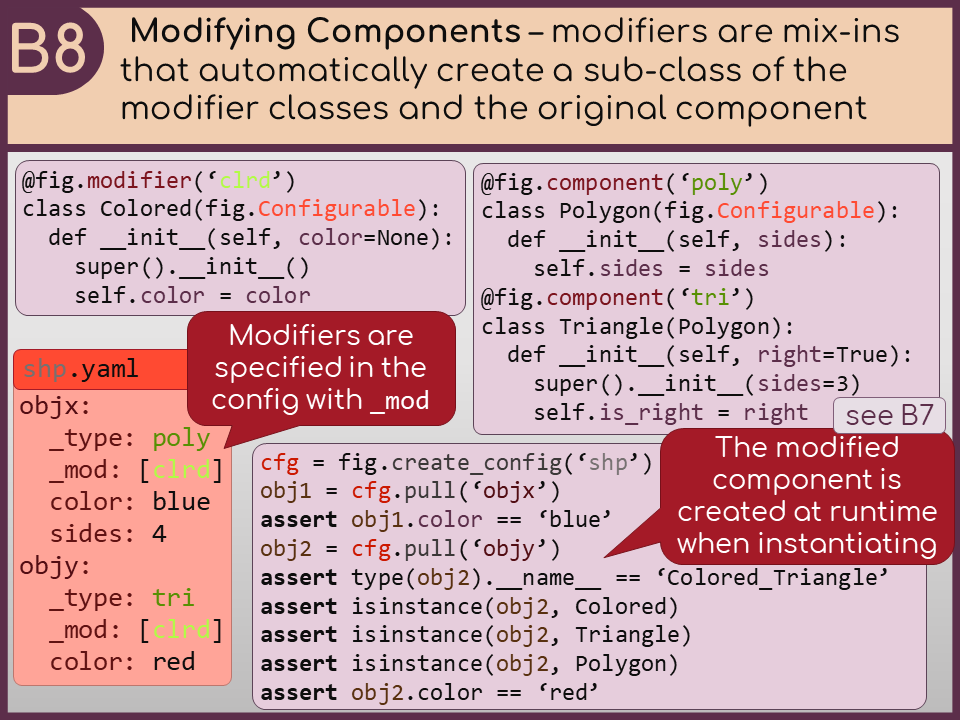 B8
Modifying Components – modifiers are mix-ins
that automatically create a sub-class of the
modifier classes and the original component
@fig.modifier(‘clrd’)
class Colored(fig.Configurable):
  def __init__(self, color=None):
    super().__init__()
    self.color = color
@fig.component(‘poly’)
class Polygon(fig.Configurable):
  def __init__(self, sides):
    self.sides = sides
@fig.component(‘tri’)
class Triangle(Polygon):
  def __init__(self, right=True):
    super().__init__(sides=3)
    self.is_right = right
see B7
Modifiers are
specified in the
config with _mod
shp.yaml
objx:
  _type: poly
  _mod: [clrd]
  color: blue
  sides: 4
objy:
  _type: tri
  _mod: [clrd]
  color: red
cfg = fig.create_config(‘shp’)
obj1 = cfg.pull(‘objx’)
assert obj1.color == ‘blue’
obj2 = cfg.pull(‘objy’)
assert type(obj2).__name__ == ‘Colored_Triangle’
assert isinstance(obj2, Colored)
assert isinstance(obj2, Triangle)
assert isinstance(obj2, Polygon)
assert obj2.color == ‘red’
The modified
component is
created at runtime
when instantiating